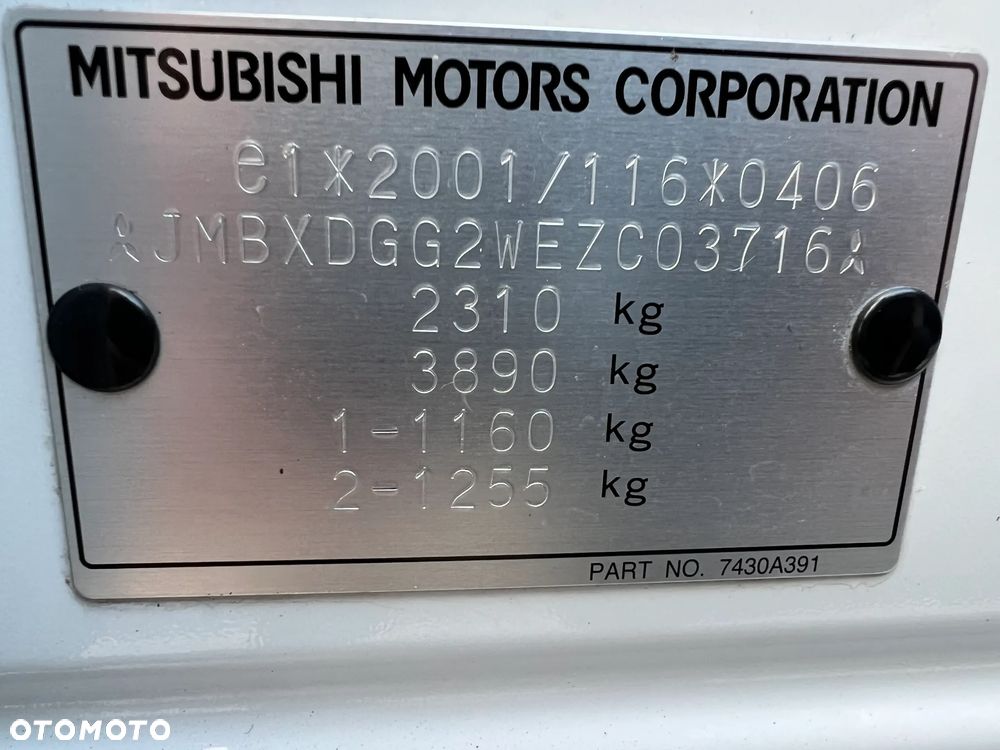 MITSUBISHI MOTORS CORPORATION
e1*2001/116*0406
JMBXDGG2WEZC03716
2310 kg
3890 kg
1-1160 kg
2-1255 kg
PART NO. 7430A391
OTOMOTO